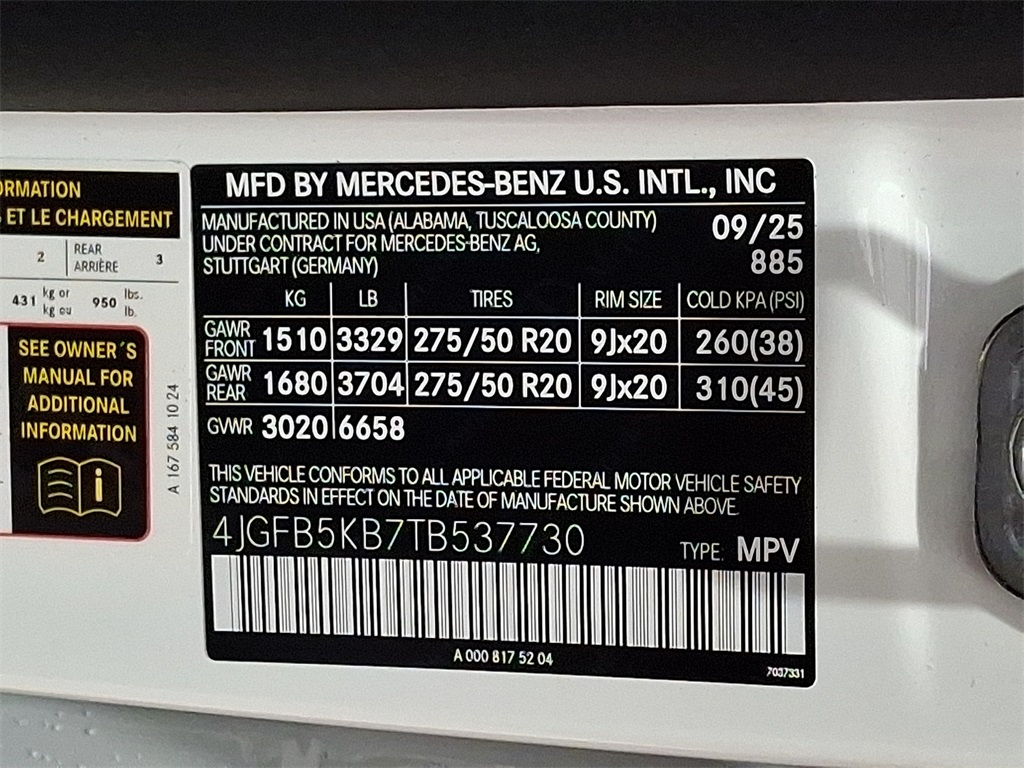 ORMATION
ET LE CHARGEMENT
2 REAR ARRIÈRE 3
431 kg or kg ou 950 lbs. lb.
SEE OWNER´S
MANUAL FOR
ADDITIONAL
INFORMATION
i
A 167 584 10 24
MFD BY MERCEDES-BENZ U.S. INTL., INC
MANUFACTURED IN USA (ALABAMA, TUSCALOOSA COUNTY) 09/25
UNDER CONTRACT FOR MERCEDES-BENZ AG,
STUTTGART (GERMANY) 885
KG LB TIRES RIM SIZE COLD KPA (PSI)
GAWR FRONT 1510 3329 275/50 R20 9Jx20 260(38)
GAWR REAR 1680 3704 275/50 R20 9Jx20 310(45)
GVWR 3020 6658
THIS VEHICLE CONFORMS TO ALL APPLICABLE FEDERAL MOTOR VEHICLE SAFETY
STANDARDS IN EFFECT ON THE DATE OF MANUFACTURE SHOWN ABOVE.
4JGFB5KB7TB537730 TYPE: MPV
A 000 817 52 04
7037331